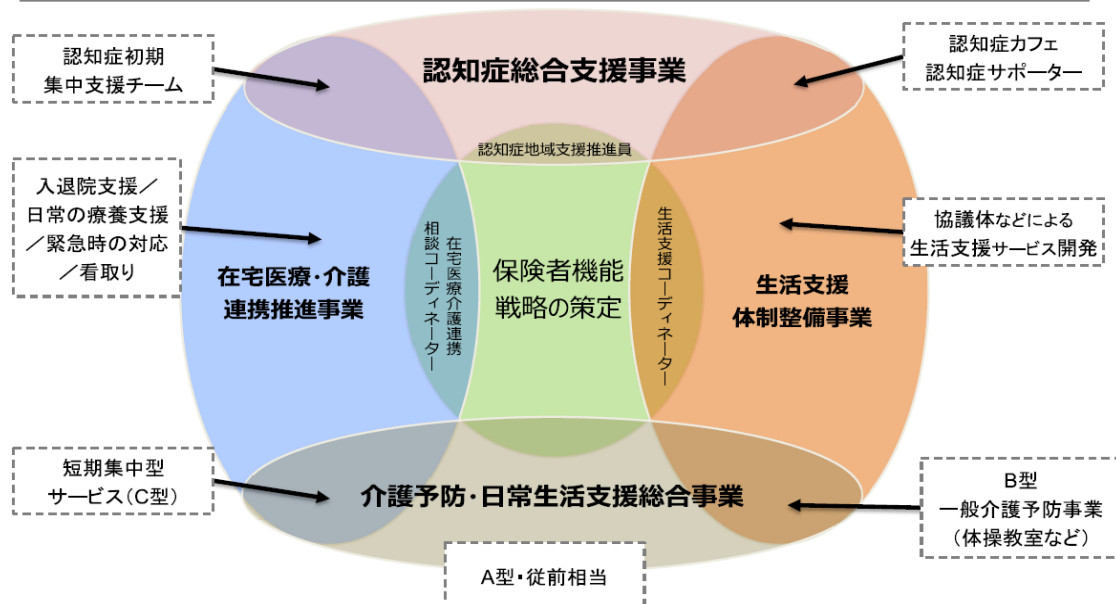 認知症初期
集中支援チーム
認知症総合支援事業
認知症カフェ
認知症サポーター
認知症地域支援推進員
入退院支援／
日常の療養支援
／緊急時の対応
／看取り
在宅医療・介護
連携推進事業
在宅医療介護連携
相談コーディネーター
保険者機能
戦略の策定
生活支援コーディネーター
生活支援
体制整備事業
協議体などによる
生活支援サービス開発
短期集中型
サービス（C型）
介護予防・日常生活支援総合事業
B型
一般介護予防事業
（体操教室など）
A型・従前相当